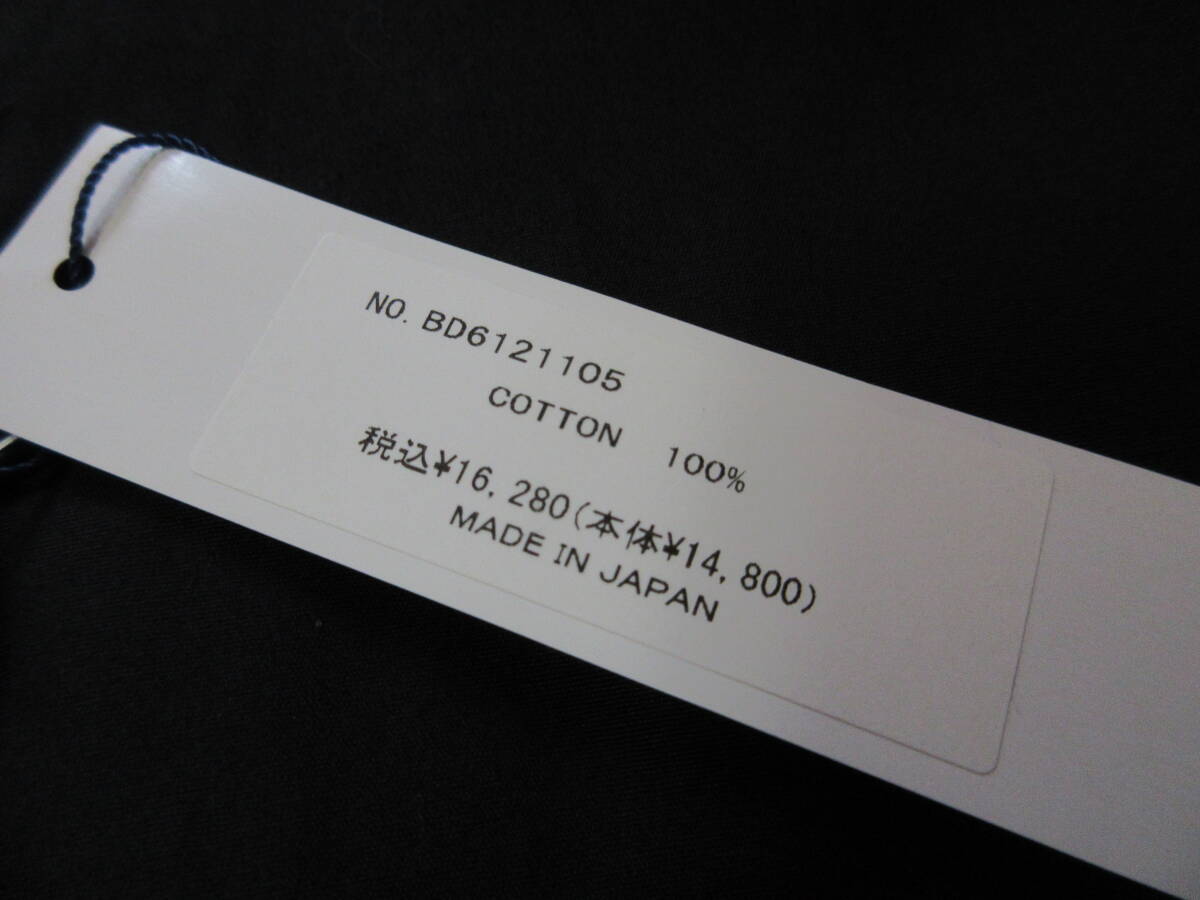 NO. BD6121105
COTTON 100%
税込¥16,280(本体¥14,800)
MADE IN JAPAN